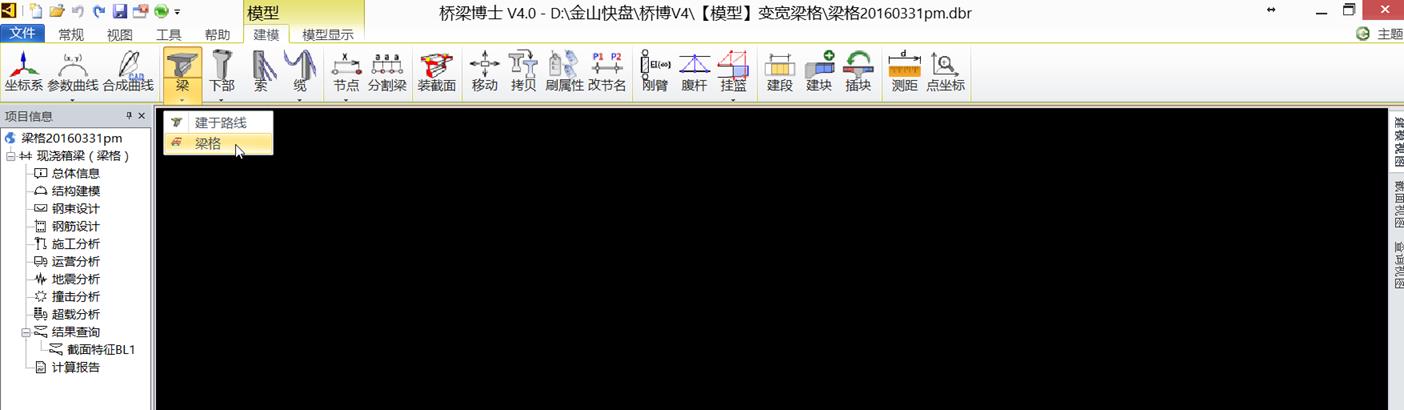 模型
桥梁博士 V4.0 - D:\金山快盘\桥博V4\【模型】变宽梁格\梁格20160331pm.dbr
文件 常规 视图 工具 帮助 建模 模型显示 主题
(x,y) CAD x a a a P1 P2 EI(∞) d
坐标系 参数曲线 合成曲线 梁 下部 索 缆 节点 分割梁 装截面 移动 拷贝 刷属性 改节名 刚臂 腹杆 挂篮 建段 建块 插块 测距 点坐标
项目信息
建于路线
梁格
梁格20160331pm
现浇箱梁（梁格）
总体信息
结构建模
钢束设计
钢筋设计
施工分析
运营分析
地震分析
撞击分析
超载分析
结果查询
截面特征BL1
计算报告
建模视图
截面视图
查询视图